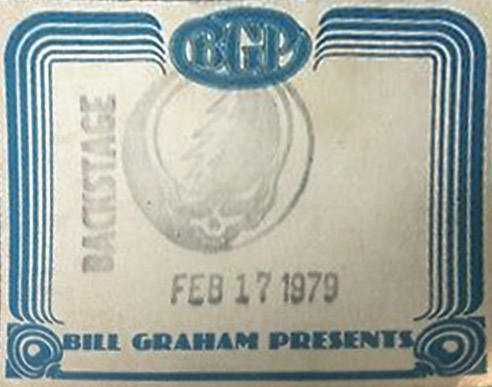 BGP
BACKSTAGE
FEB 17 1979
BILL GRAHAM PRESENTS